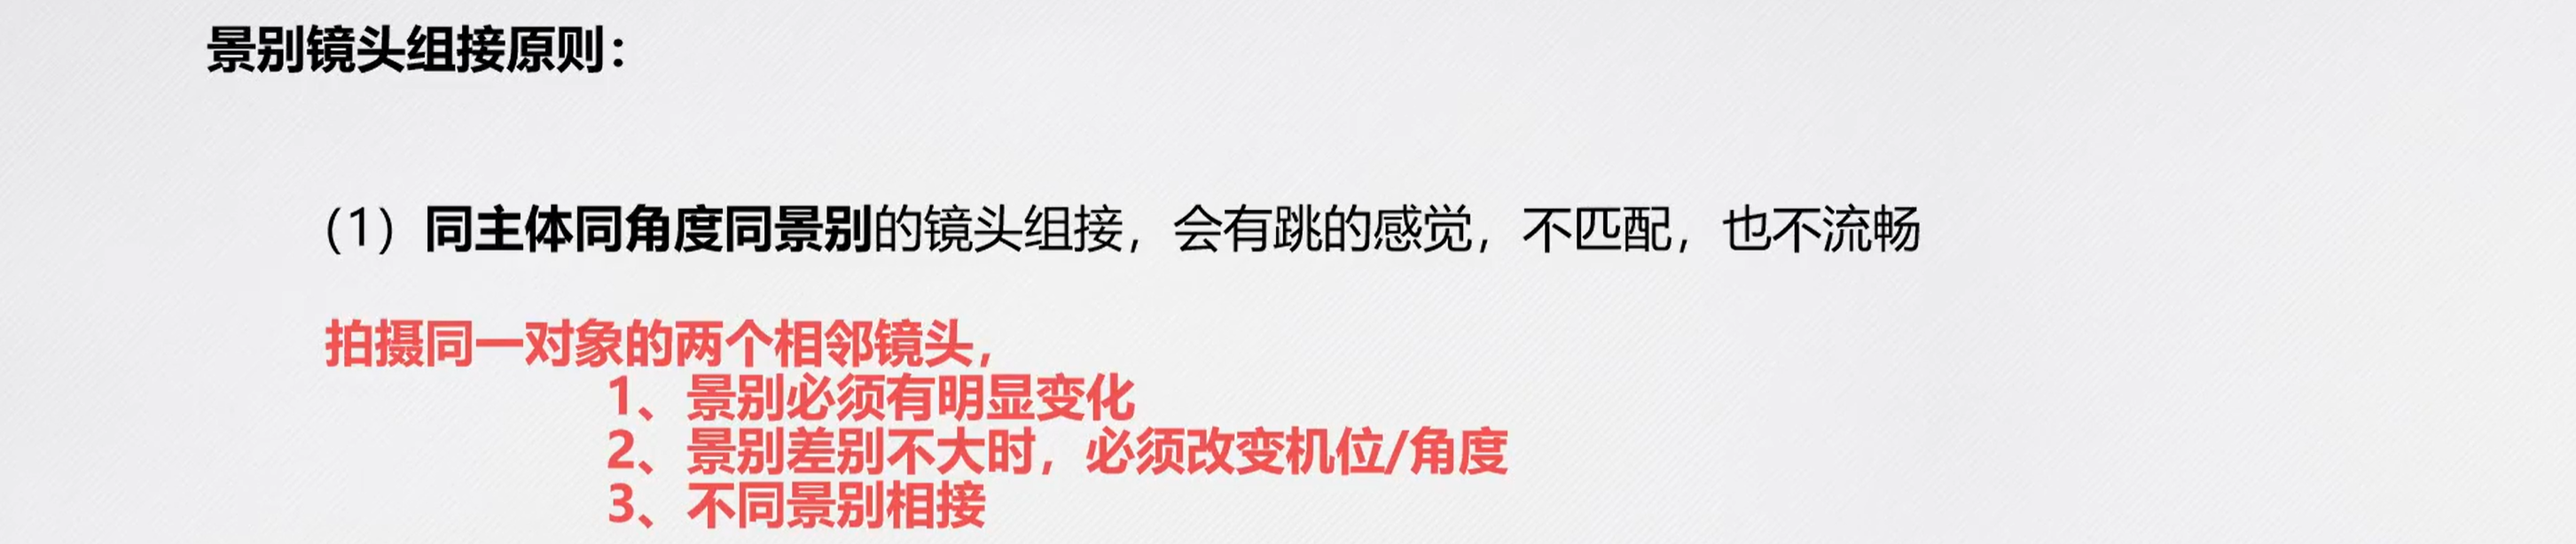 景别镜头组接原则：
（1）同主体同角度同景别的镜头组接，会有跳的感觉，不匹配，也不流畅
拍摄同一对象的两个相邻镜头，
1、景别必须有明显变化
2、景别差别不大时，必须改变机位/角度
3、不同景别相接